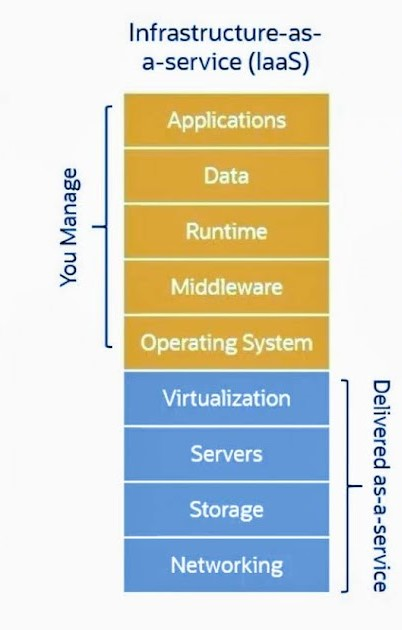 Infrastructure-as-
a-service (IaaS)
You Manage
Applications
Data
Runtime
Middleware
Operating System
Virtualization
Servers
Storage
Networking
Delivered as-a-service